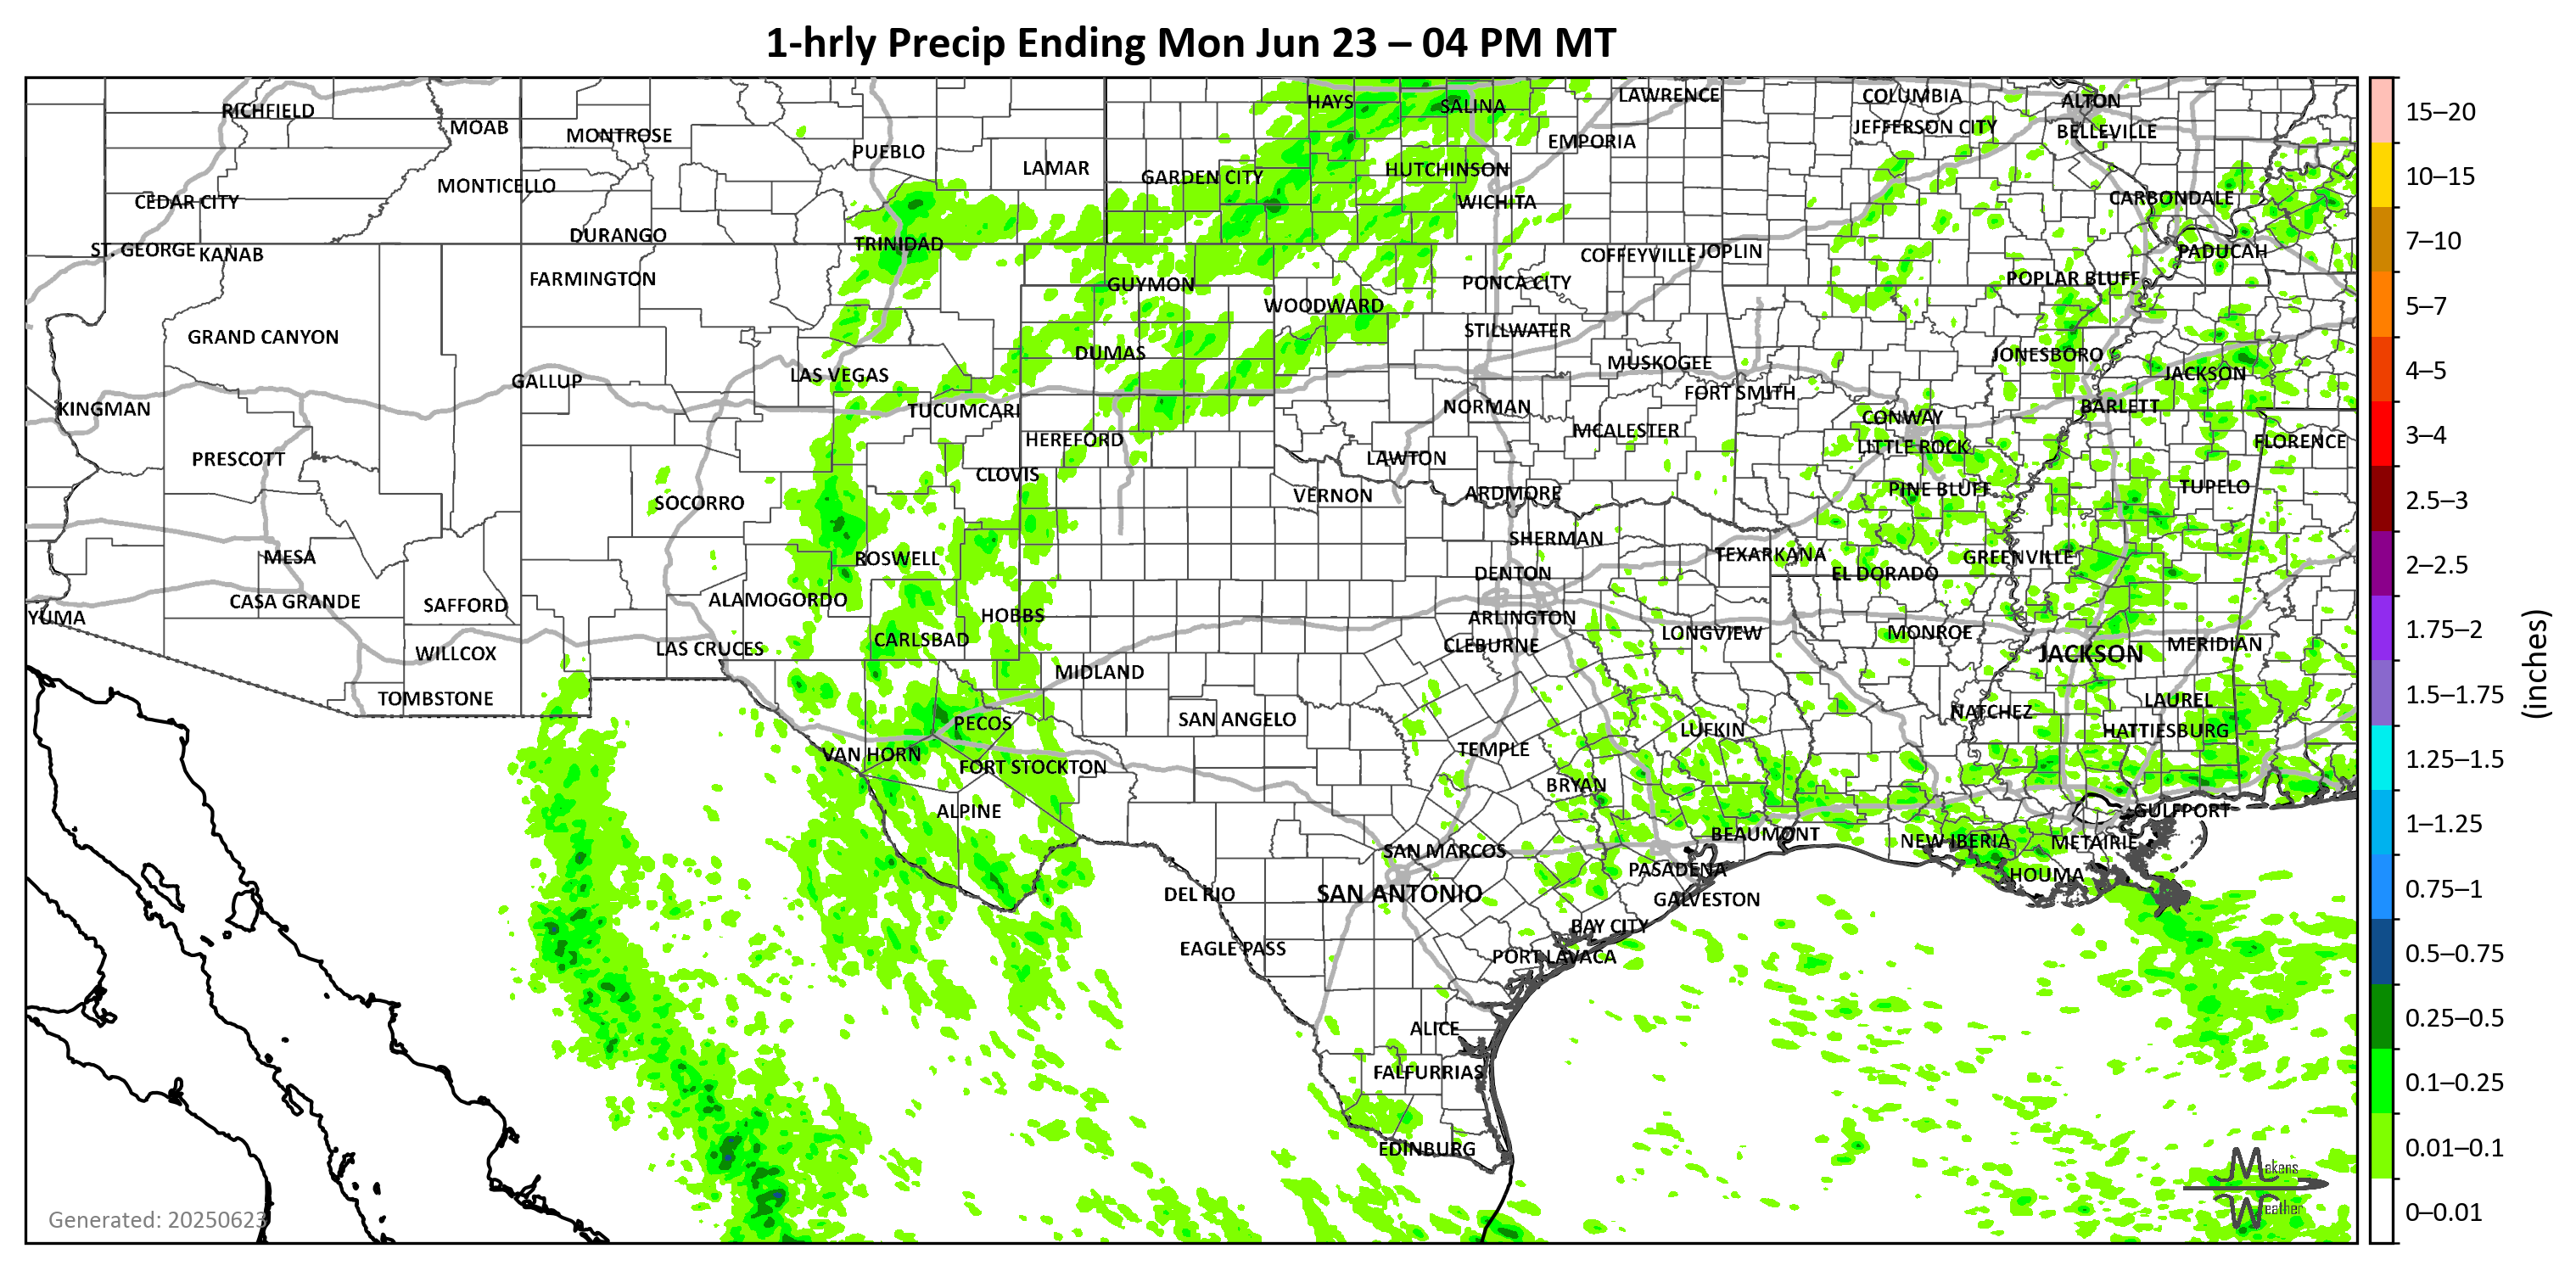 1-hrly Precip Ending Mon Jun 23 – 04 PM MT
RICHFIELD
MOAB
MONTROSE
PUEBLO
LAMAR
HAYS
SALINA
LAWRENCE
COLUMBIA
ALTON
JEFFERSON CITY
BELLEVILLE
EMPORIA
MONTICELLO
GARDEN CITY
HUTCHINSON
CEDAR CITY
WICHITA
CARBONDALE
ST. GEORGE
KANAB
DURANGO
TRINIDAD
COFFEYVILLE
JOPLIN
PADUCAH
FARMINGTON
GUYMON
PONCA CITY
POPLAR BLUFF
WOODWARD
GRAND CANYON
STILLWATER
DUMAS
MUSKOGEE
JONESBORO
GALLUP
LAS VEGAS
JACKSON
FORT SMITH
KINGMAN
TUCUMCARI
NORMAN
BARLETT
CONWAY
HEREFORD
MCALESTER
LITTLE ROCK
FLORENCE
PRESCOTT
CLOVIS
LAWTON
SOCORRO
VERNON
ARDMORE
PINE BLUFF
TUPELO
MESA
ROSWELL
SHERMAN
TEXARKANA
GREENVILLE
DENTON
EL DORADO
YUMA
CASA GRANDE
SAFFORD
ALAMOGORDO
HOBBS
ARLINGTON
WILLCOX
LAS CRUCES
CARLSBAD
CLEBURNE
LONGVIEW
MONROE
JACKSON
MERIDIAN
TOMBSTONE
MIDLAND
LAUREL
PECOS
SAN ANGELO
NATCHEZ
LUFKIN
HATTIESBURG
VAN HORN
FORT STOCKTON
TEMPLE
BRYAN
ALPINE
GULFPORT
BEAUMONT
NEW IBERIA
METAIRIE
SAN MARCOS
PASADENA
HOUMA
DEL RIO
SAN ANTONIO
GALVESTON
BAY CITY
EAGLE PASS
PORT LAVACA
ALICE
FALFURRIAS
EDINBURG
Generated: 20250623
Makens
Weather
15–20
10–15
7–10
5–7
4–5
3–4
2.5–3
2–2.5
1.75–2
1.5–1.75
1.25–1.5
1–1.25
0.75–1
0.5–0.75
0.25–0.5
0.1–0.25
0.01–0.1
0–0.01
(inches)